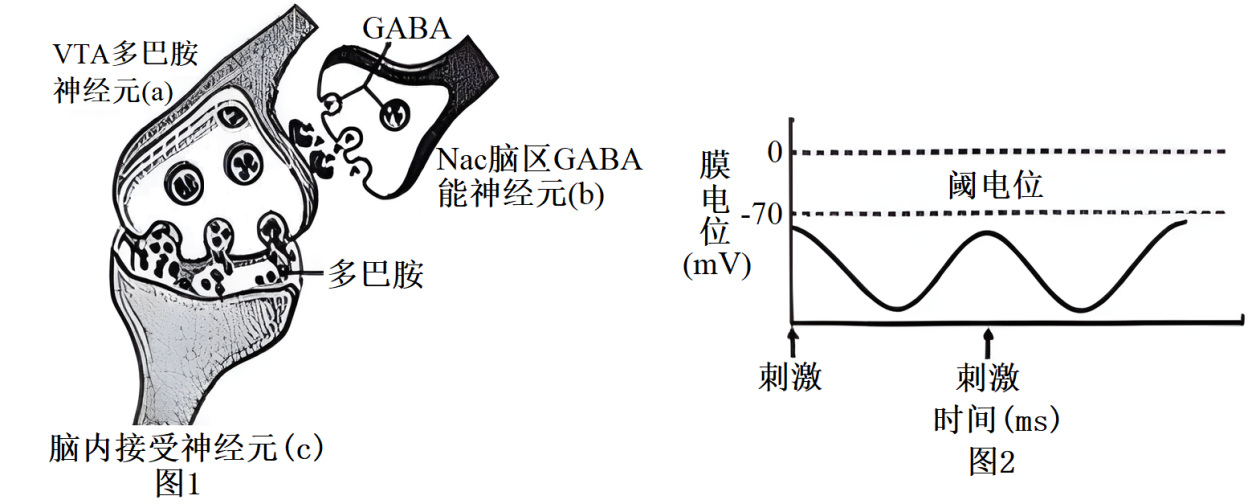 GABA
VTA多巴胺
神经元(a)
Nac脑区GABA
能神经元(b)
多巴胺
脑内接受神经元(c)
图1
膜电位
(mV)
0
阈电位
-70
刺激
刺激
时间(ms)
图2